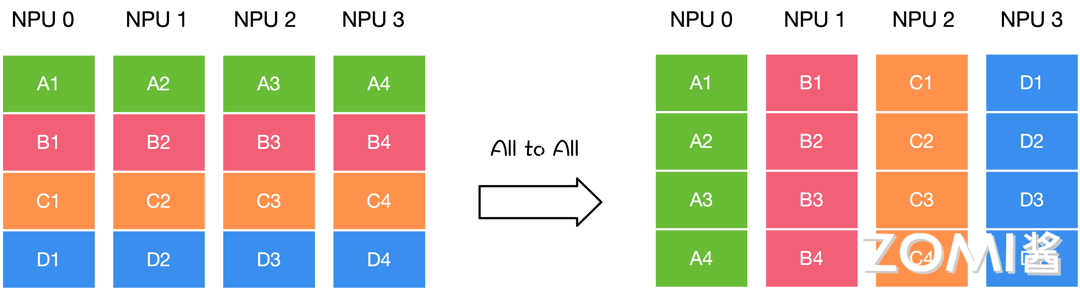 NPU 0 NPU 1 NPU 2 NPU 3 NPU 0 NPU 1 NPU 2 NPU 3
A1 A2 A3 A4 A1 B1 C1 D1
B1 B2 B3 B4 A2 B2 C2 D2
All to All
C1 C2 C3 C4 A3 B3 C3 D3
D1 D2 D3 D4 A4 B4 C4
ZOMI酱